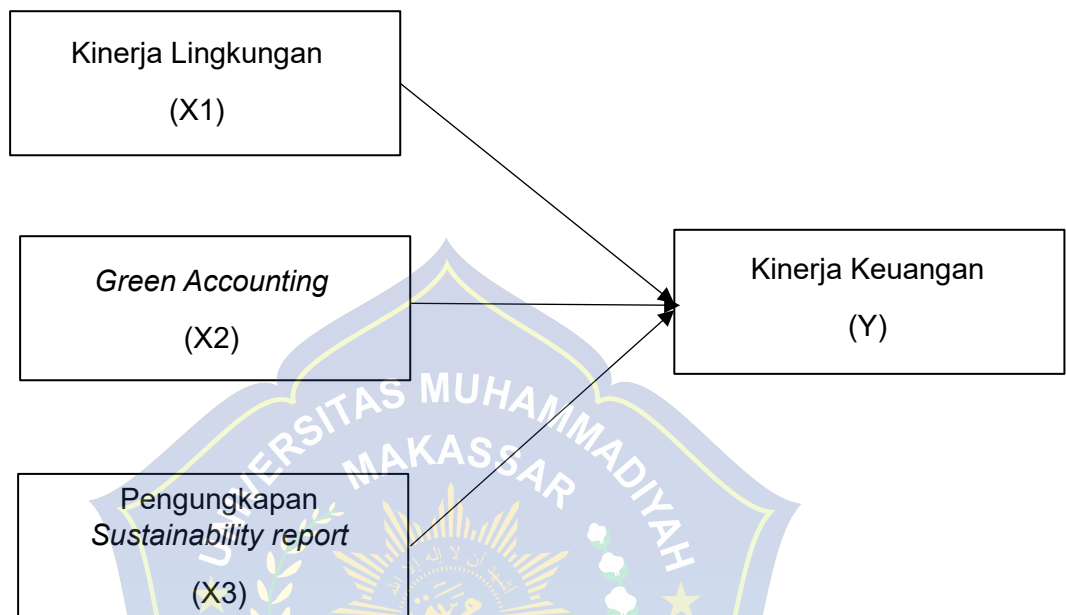 Kinerja Lingkungan
(X1)
Green Accounting
(X2)
Kinerja Keuangan
(Y)
UNIVERSITAS MUHAMMADIYAH
MAKASSAR
Pengungkapan
Sustainability report
(X3)